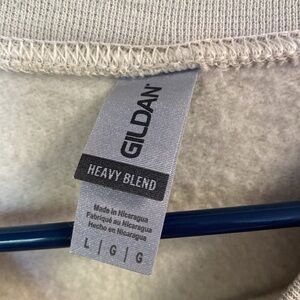 GILDAN
HEAVY BLEND
Made in Nicaragua
Fabriqué au Nicaragua
Hecho en Nicaragua
L | G | G